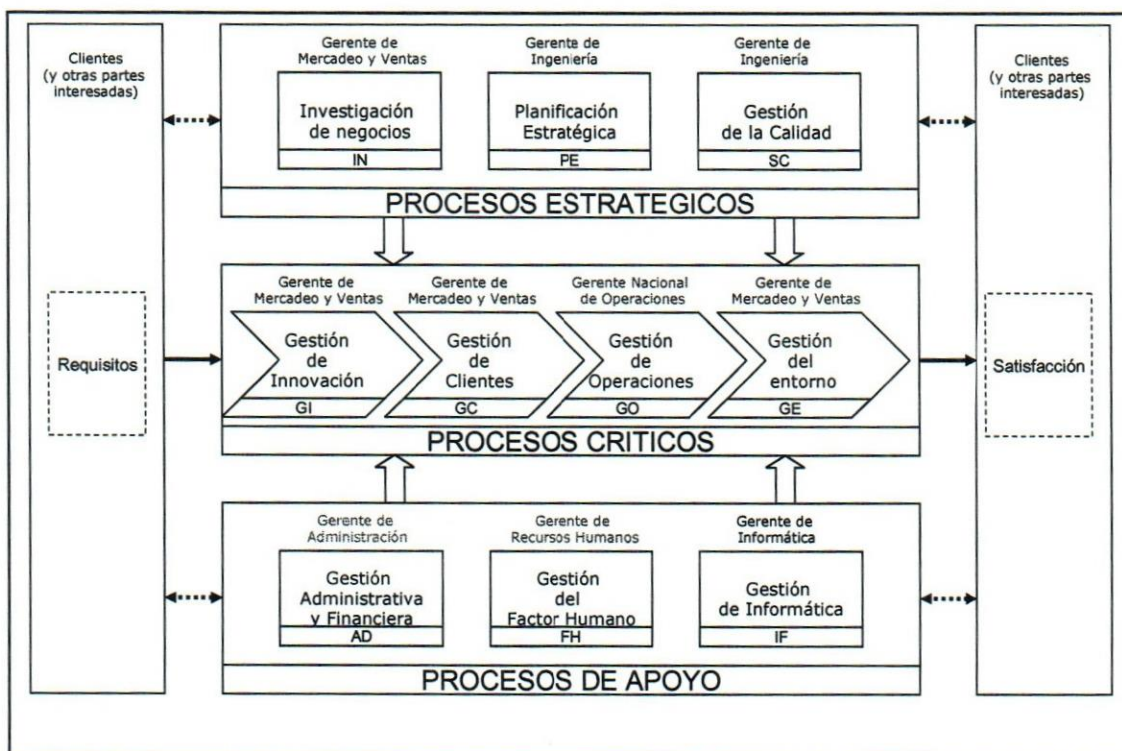 Clientes
(y otras partes
interesadas)
Requisitos
Gerente de
Mercadeo y Ventas
Investigación
de negocios
IN
Gerente de
Ingeniería
Planificación
Estratégica
PE
Gerente de
Ingeniería
Gestión
de la Calidad
SC
PROCESOS ESTRATEGICOS
Gerente de
Mercadeo y Ventas
Gestión
de
Innovación
GI
Gerente de
Mercadeo y Ventas
Gestión
de
Clientes
GC
Gerente Nacional
de Operaciones
Gestión
de
Operaciones
GO
Gerente de
Mercadeo y Ventas
Gestión
del
entorno
GE
PROCESOS CRITICOS
Gerente de
Administración
Gestión
Administrativa
y Financiera
AD
Gerente de
Recursos Humanos
Gestión
del
Factor Humano
FH
Gerente de
Informática
Gestión
de Informática
IF
PROCESOS DE APOYO
Clientes
(y otras partes
interesadas)
Satisfacción